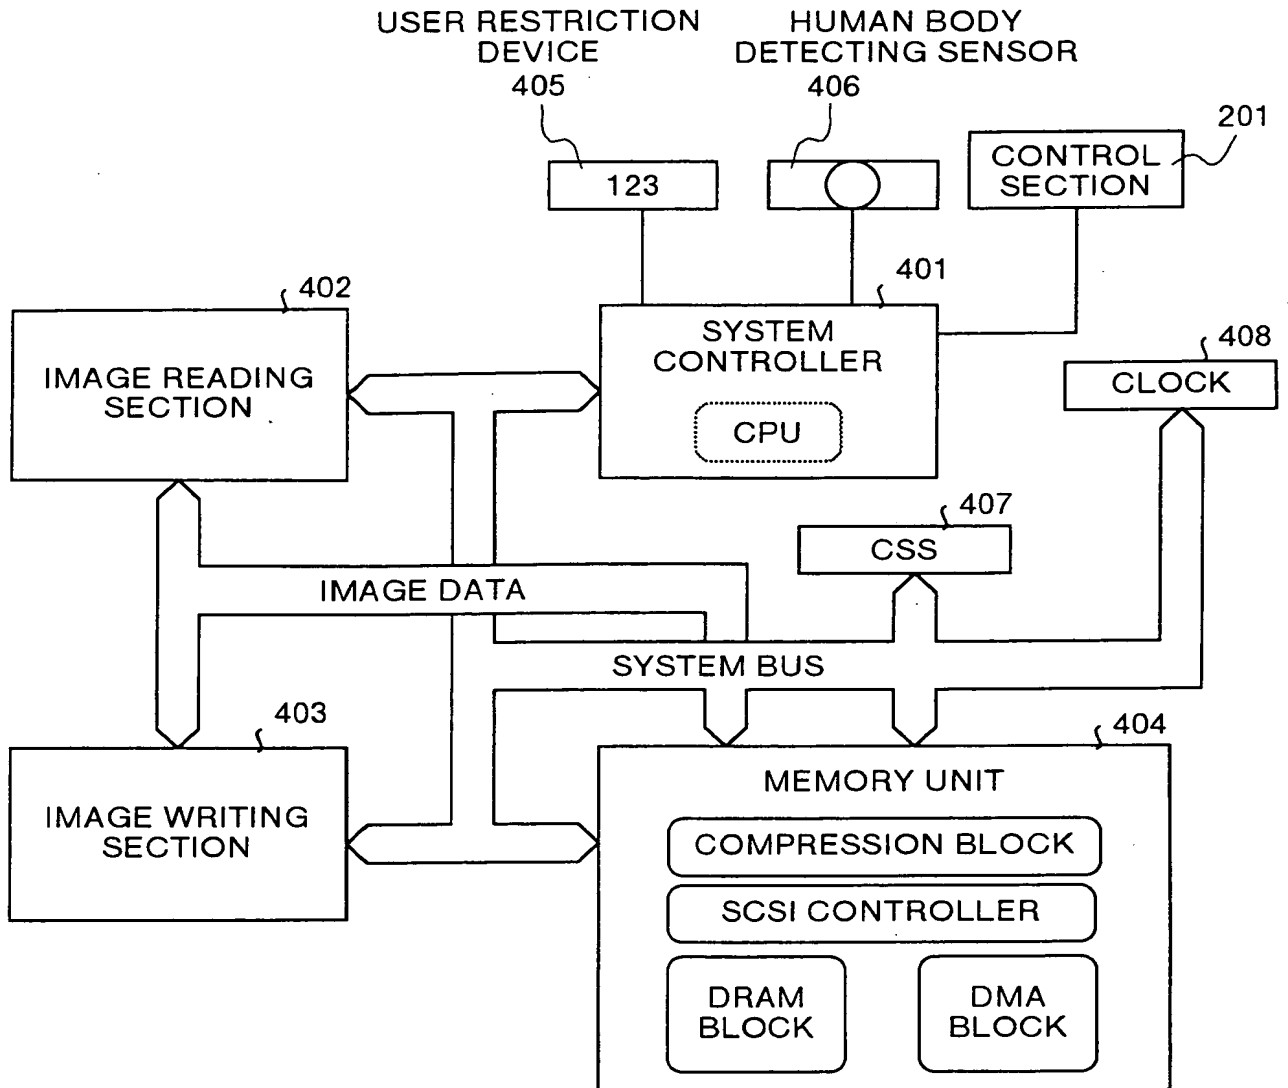 USER RESTRICTION
DEVICE
405
HUMAN BODY
DETECTING SENSOR
406
201
123
CONTROL
SECTION
402
401
IMAGE READING
SECTION
SYSTEM
CONTROLLER
CPU
408
CLOCK
407
CSS
IMAGE DATA
SYSTEM BUS
403
404
IMAGE WRITING
SECTION
MEMORY UNIT
COMPRESSION BLOCK
SCSI CONTROLLER
DRAM
BLOCK
DMA
BLOCK